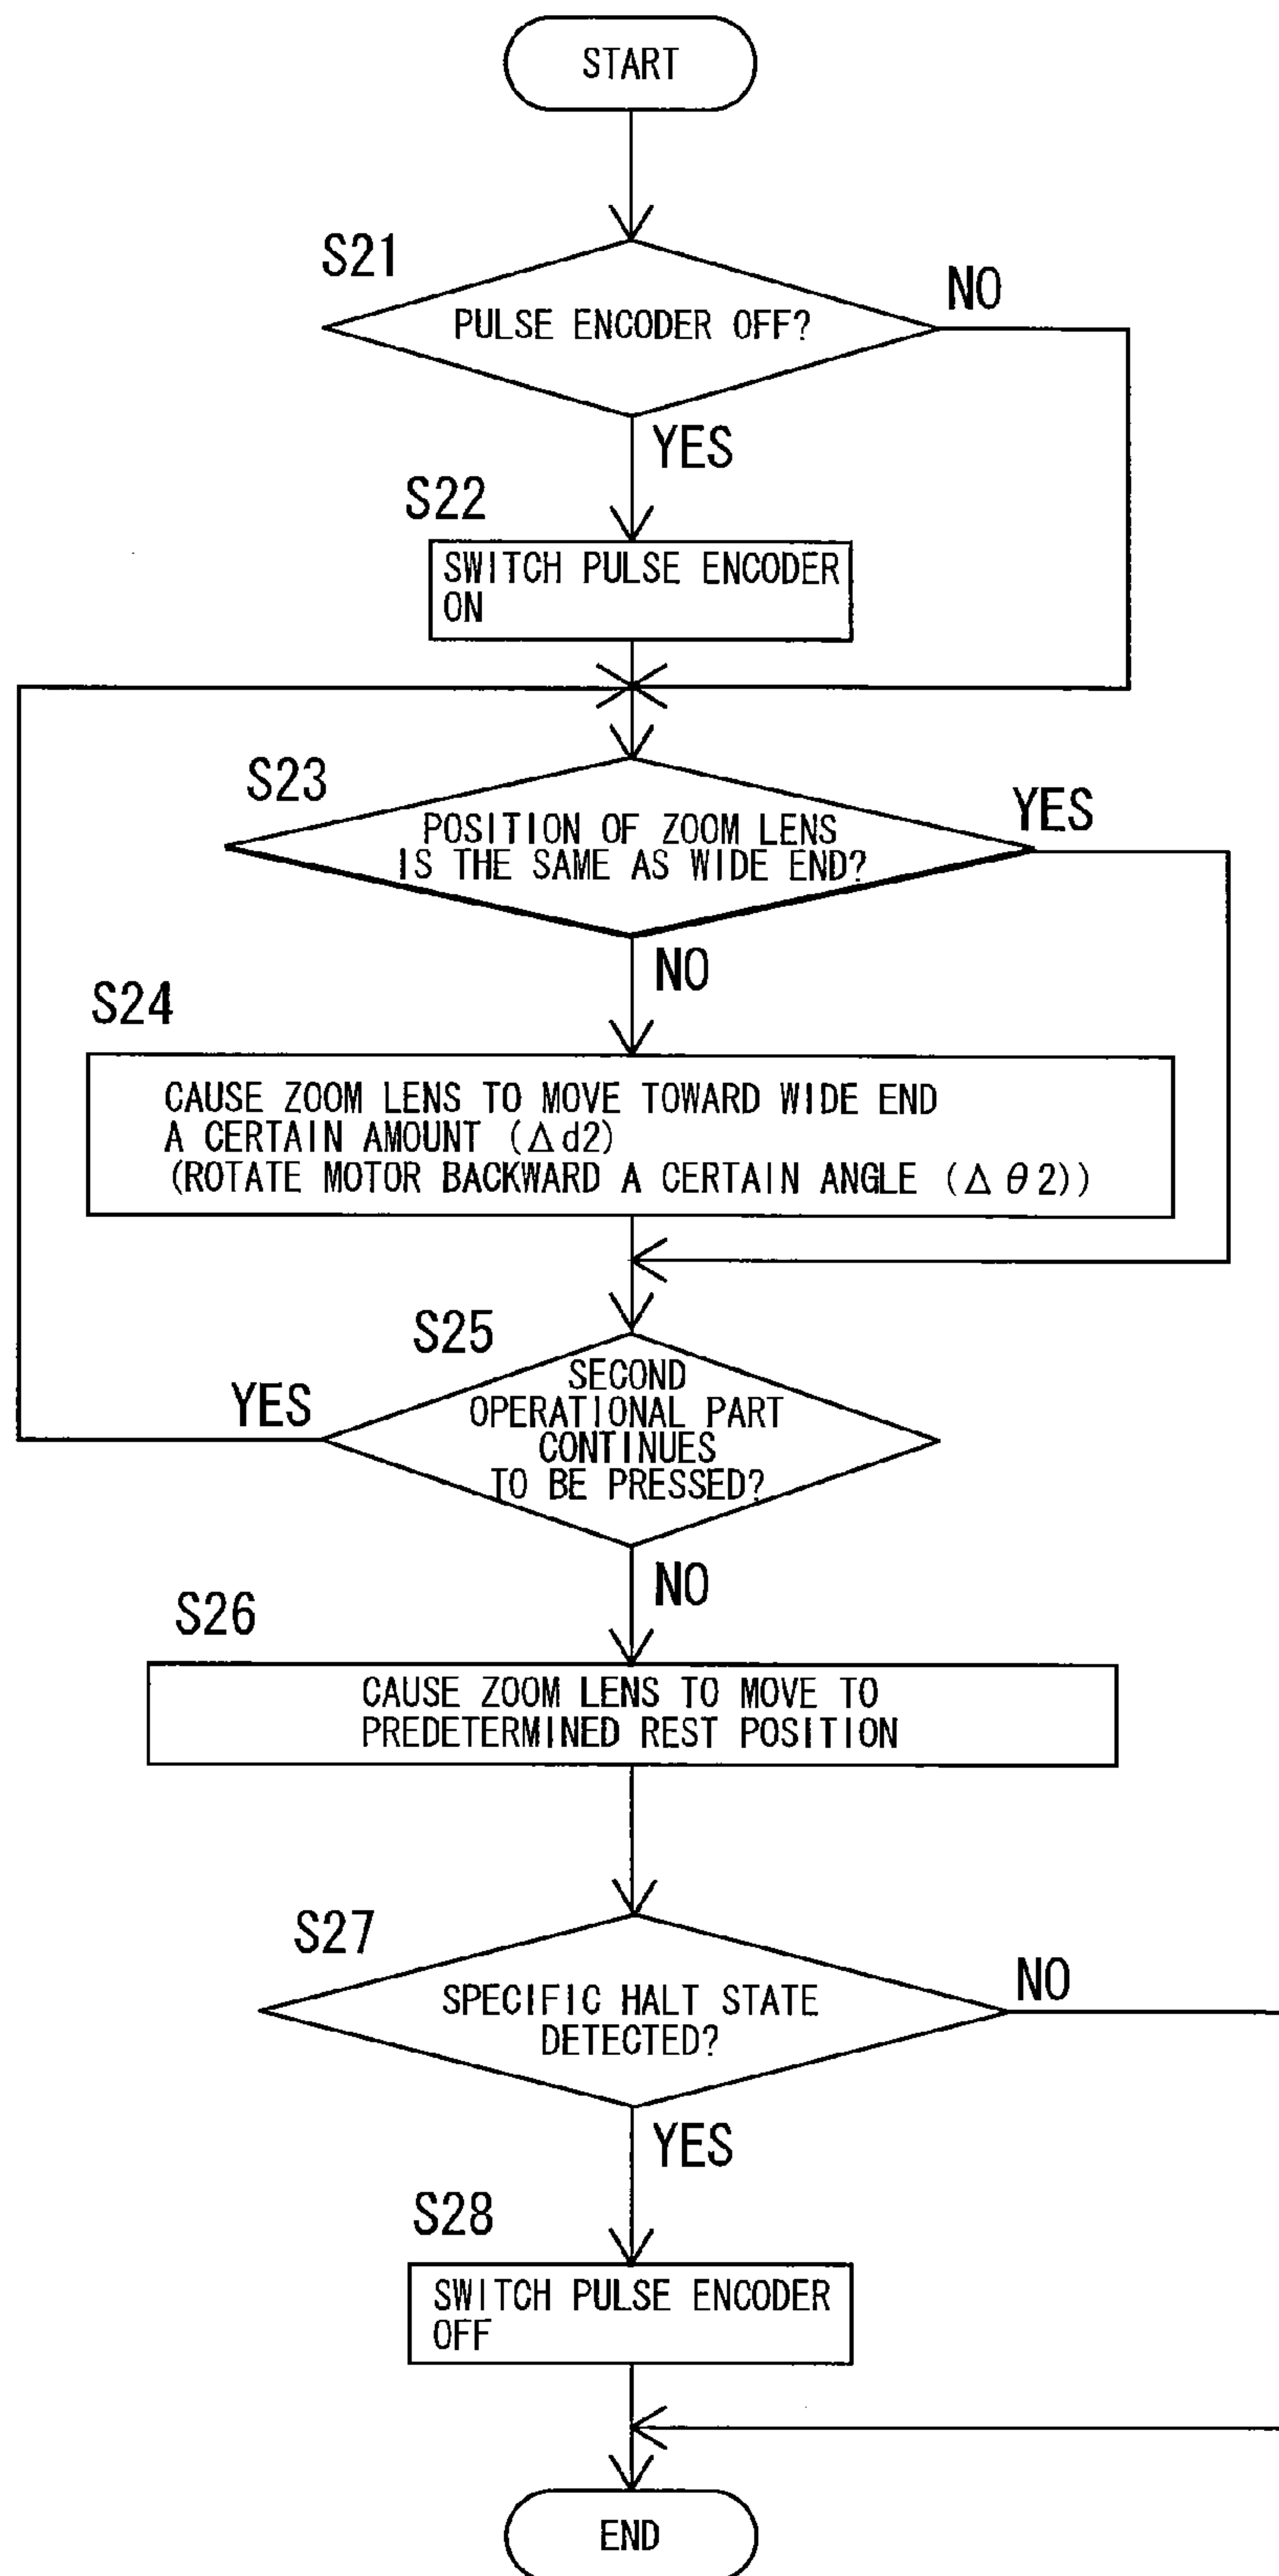 START
S21
PULSE ENCODER OFF?
NO
YES
S22
SWITCH PULSE ENCODER
ON
S23
POSITION OF ZOOM LENS
IS THE SAME AS WIDE END?
YES
NO
S24
CAUSE ZOOM LENS TO MOVE TOWARD WIDE END
A CERTAIN AMOUNT (Δd2)
(ROTATE MOTOR BACKWARD A CERTAIN ANGLE (Δθ2))
S25
SECOND
OPERATIONAL PART
CONTINUES
TO BE PRESSED?
YES
NO
S26
CAUSE ZOOM LENS TO MOVE TO
PREDETERMINED REST POSITION
S27
SPECIFIC HALT STATE
DETECTED?
NO
YES
S28
SWITCH PULSE ENCODER
OFF
END